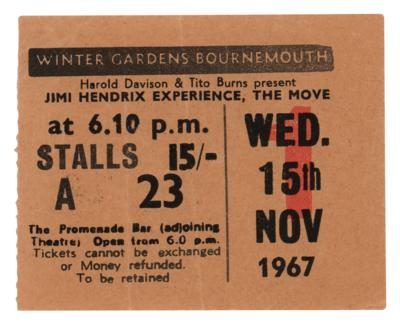 WINTER GARDENS BOURNEMOUTH
Harold Davison & Tito Burns present
JIMI HENDRIX EXPERIENCE, THE MOVE
at 6.10 p.m.
STALLS 15/-
A 23
The Promenade Bar (adjoining
Theatre) Open from 6.0 p.m.
Tickets cannot be exchanged
or Money refunded.
To be retained
WED.
1
15th
NOV
1967